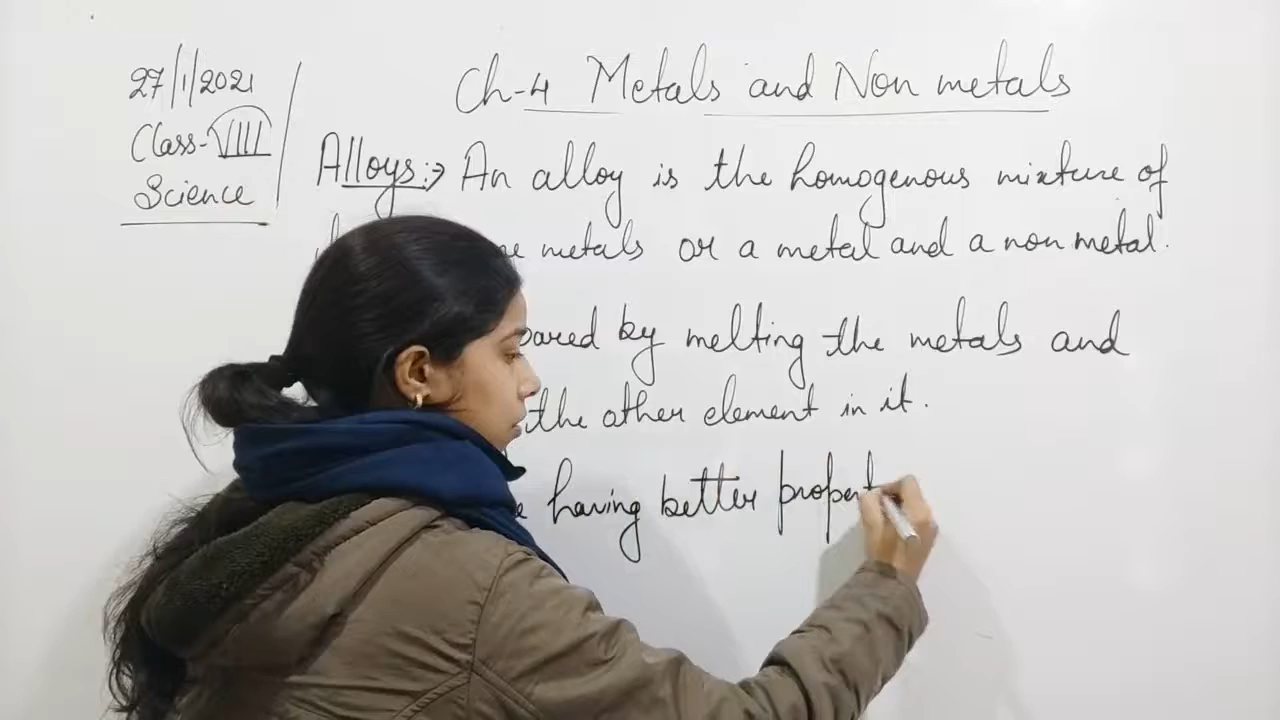 27/1/2021
Class-VIII
Science
Ch-4 Metals and Non metals
Alloys:→ An alloy is the homogenous mixture of
metals or a metal and a non metal.
by melting the metals and
the other element in it.
having better propert